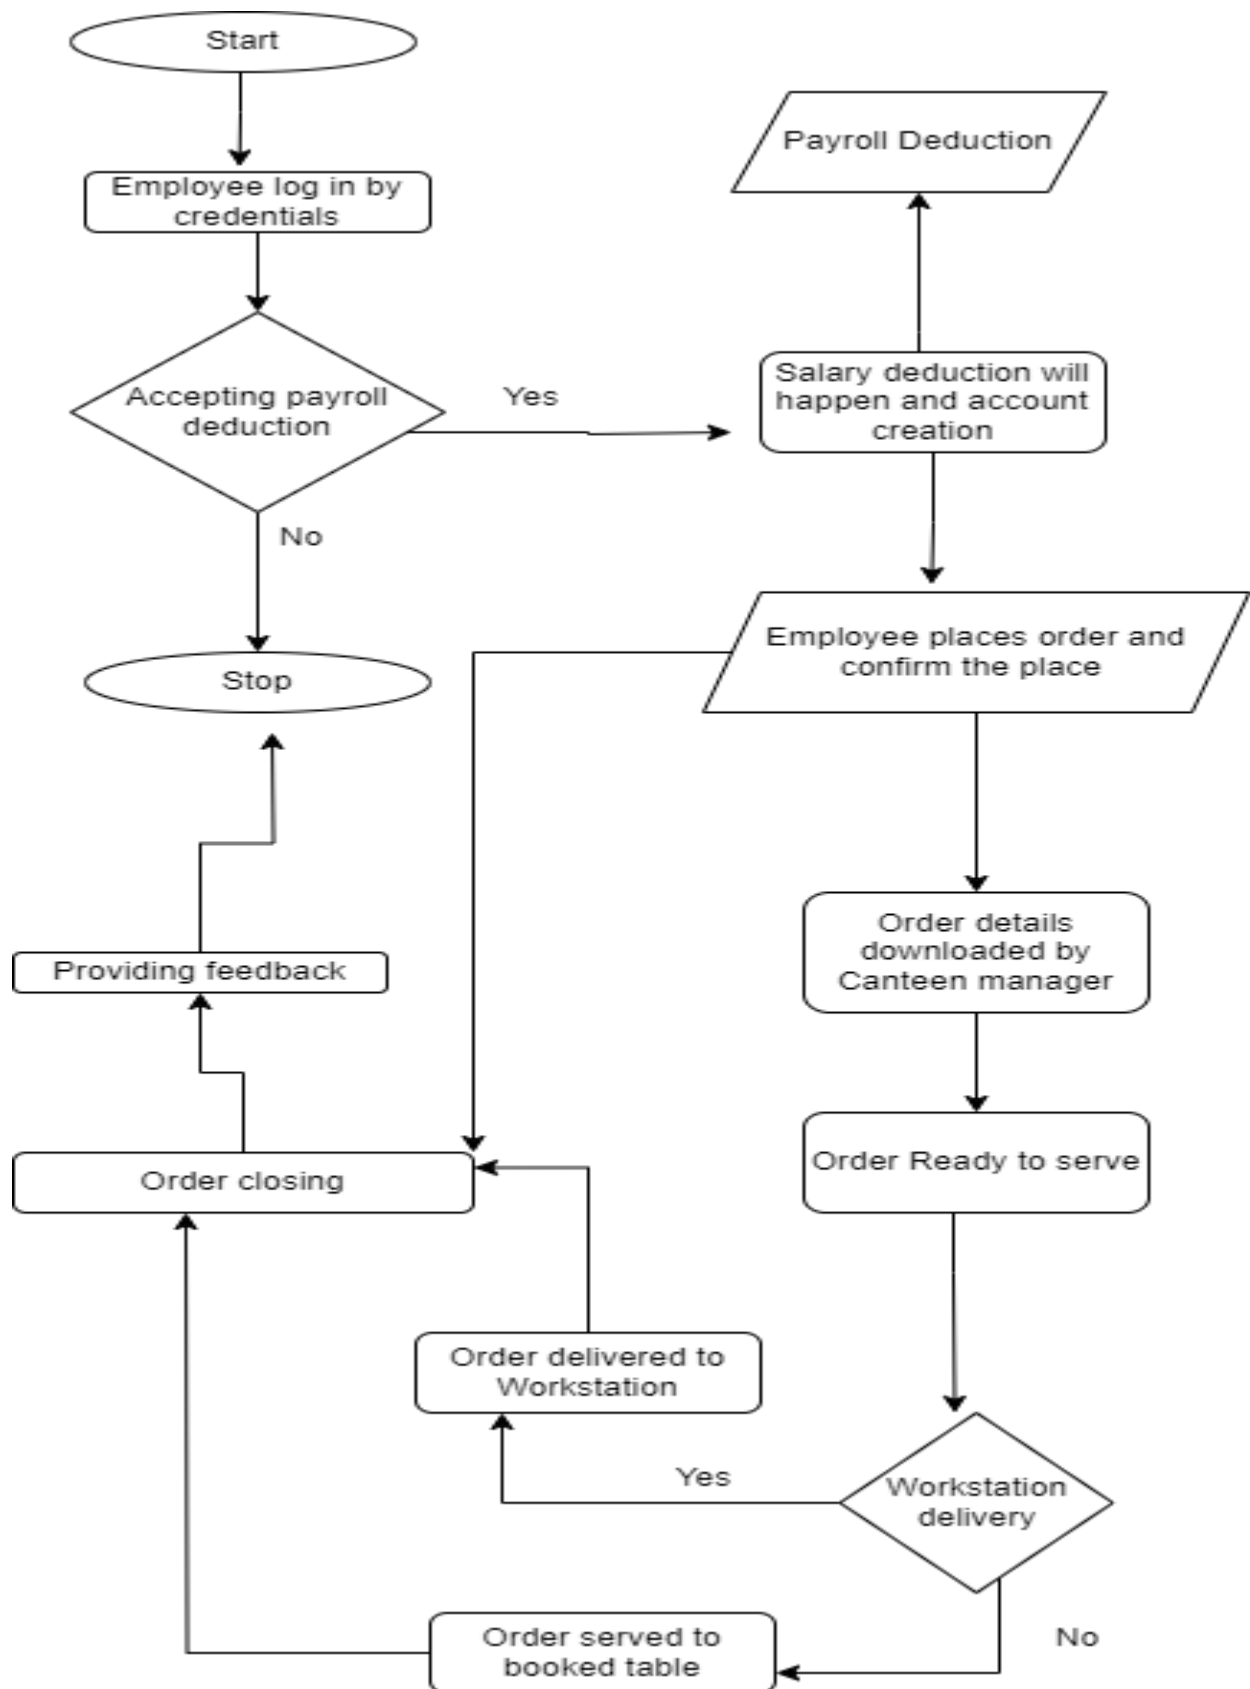 Start
Payroll Deduction
Employee log in by
credentials
Accepting payroll
deduction
Yes
Salary deduction will
happen and account
creation
No
Stop
Employee places order and
confirm the place
Order details
downloaded by
Canteen manager
Providing feedback
Order closing
Order Ready to serve
Order delivered to
Workstation
Yes
Workstation
delivery
Order served to
booked table
No